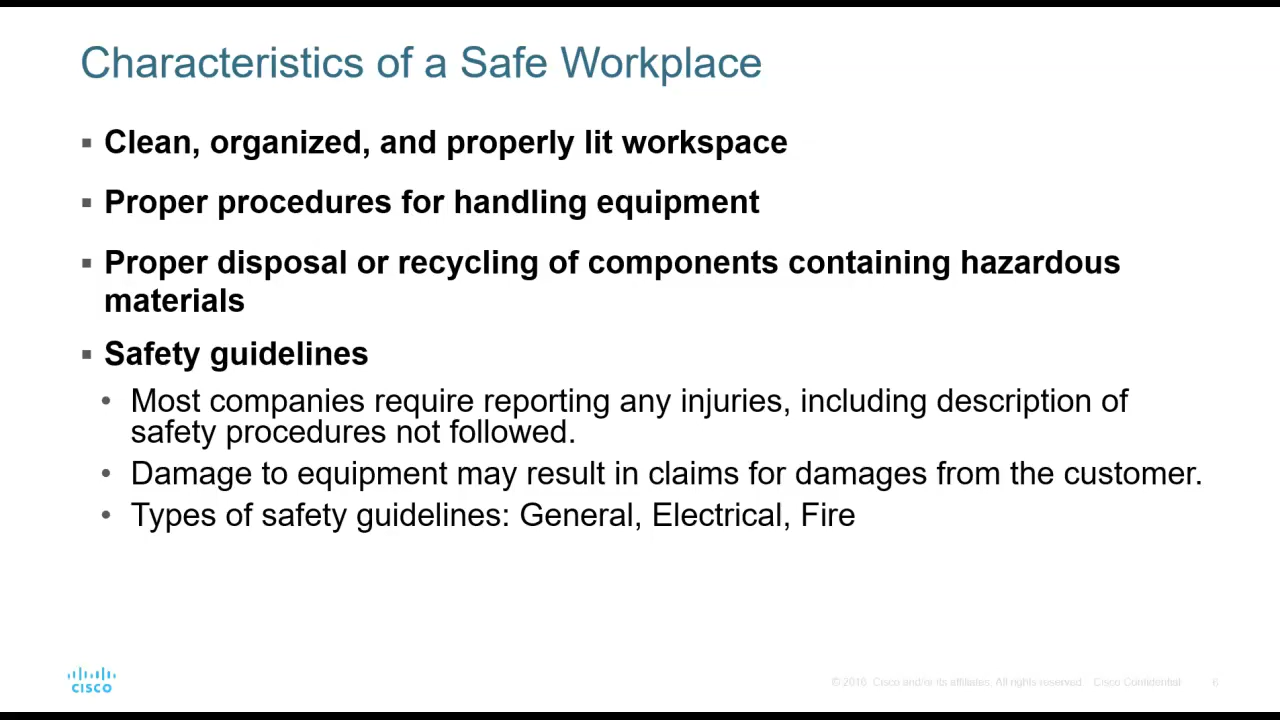 Characteristics of a Safe Workplace
▪ Clean, organized, and properly lit workspace
▪ Proper procedures for handling equipment
▪ Proper disposal or recycling of components containing hazardous
materials
▪ Safety guidelines
• Most companies require reporting any injuries, including description of
safety procedures not followed.
• Damage to equipment may result in claims for damages from the customer.
• Types of safety guidelines: General, Electrical, Fire
CISCO
© 2016 Cisco and/or its affiliates. All rights reserved. Cisco Confidential 6